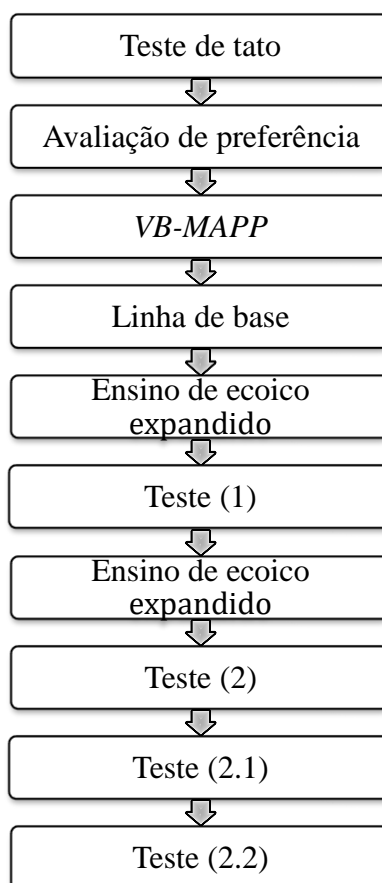 Teste de tato
Avaliação de preferência
VB-MAPP
Linha de base
Ensino de ecoico
expandido
Teste (1)
Ensino de ecoico
expandido
Teste (2)
Teste (2.1)
Teste (2.2)